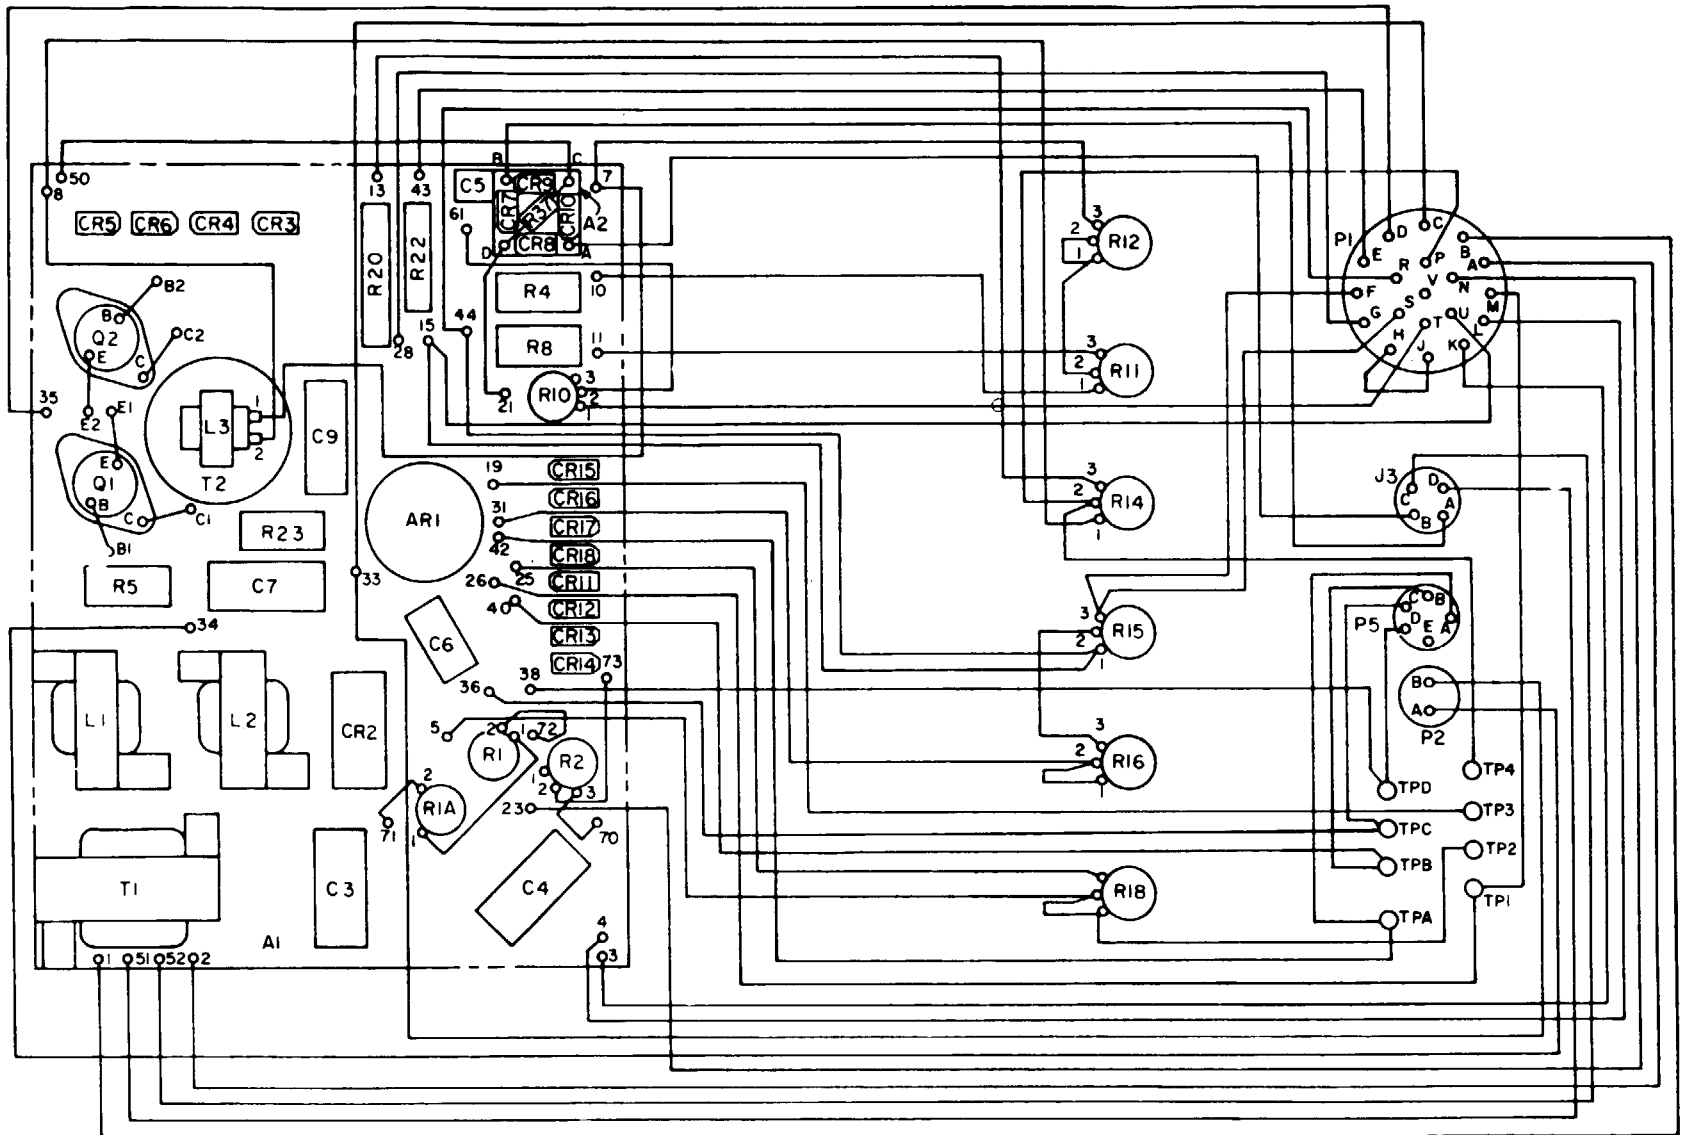 50
8
13
43
B
C
7
CR5
CR6
CR4
CR3
C5
CR9
CR7
R37
CR10
A2
61
D
CR8
A
R20
R22
R4
10
B2
B
Q2
C2
E
C
44
15
28
R8
11
35
E2
E1
1
L3
2
T2
C9
21
R10
3
2
1
E
Q1
B
C
C1
B1
R23
AR1
19
31
42
25
26
40
CR15
CR16
CR17
CR18
CR11
CR12
CR13
CR14
73
R5
C7
33
34
C6
36
38
L1
L2
CR2
5
2
1
72
R1
R2
1
2
3
2
R1A
1
71
23
70
T1
C3
C4
A1
4
3
1
51
52
2
3
2
1
R12
3
2
1
R11
3
2
1
R14
3
2
1
R15
3
2
1
R16
R18
P1
D
C
E
B
A
R
P
N
F
V
M
S
G
U
T
L
H
J
K
J3
D
C
B
A
P5
C
B
D
E
A
B
A
P2
TP4
TPD
TP3
TPC
TP2
TPB
TP1
TPA